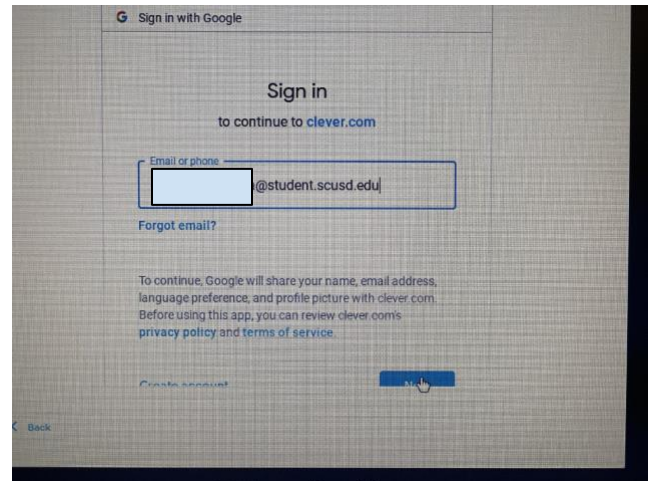 Sign in with Google
Sign in
to continue to clever.com
Email or phone
@student.scusd.edu
Forgot email?
To continue, Google will share your name, email address,
language preference, and profile picture with clever.com.
Before using this app, you can review clever.com's
privacy policy and terms of service.
Create account
Back